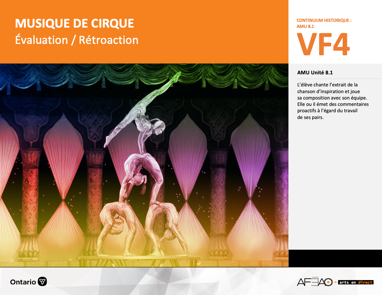 MUSIQUE DE CIRQUE
Évaluation / Rétroaction
CONTINUUM HISTORIQUE :
AMU 8.1
VF4
AMU Unité 8.1
L'élève chante l'extrait de la
chanson d'inspiration et joue
sa composition avec son équipe.
Elle ou il émet des commentaires
proactifs à l'égard du travail
de ses pairs.
Ontario
AFÉAO
arts en direct